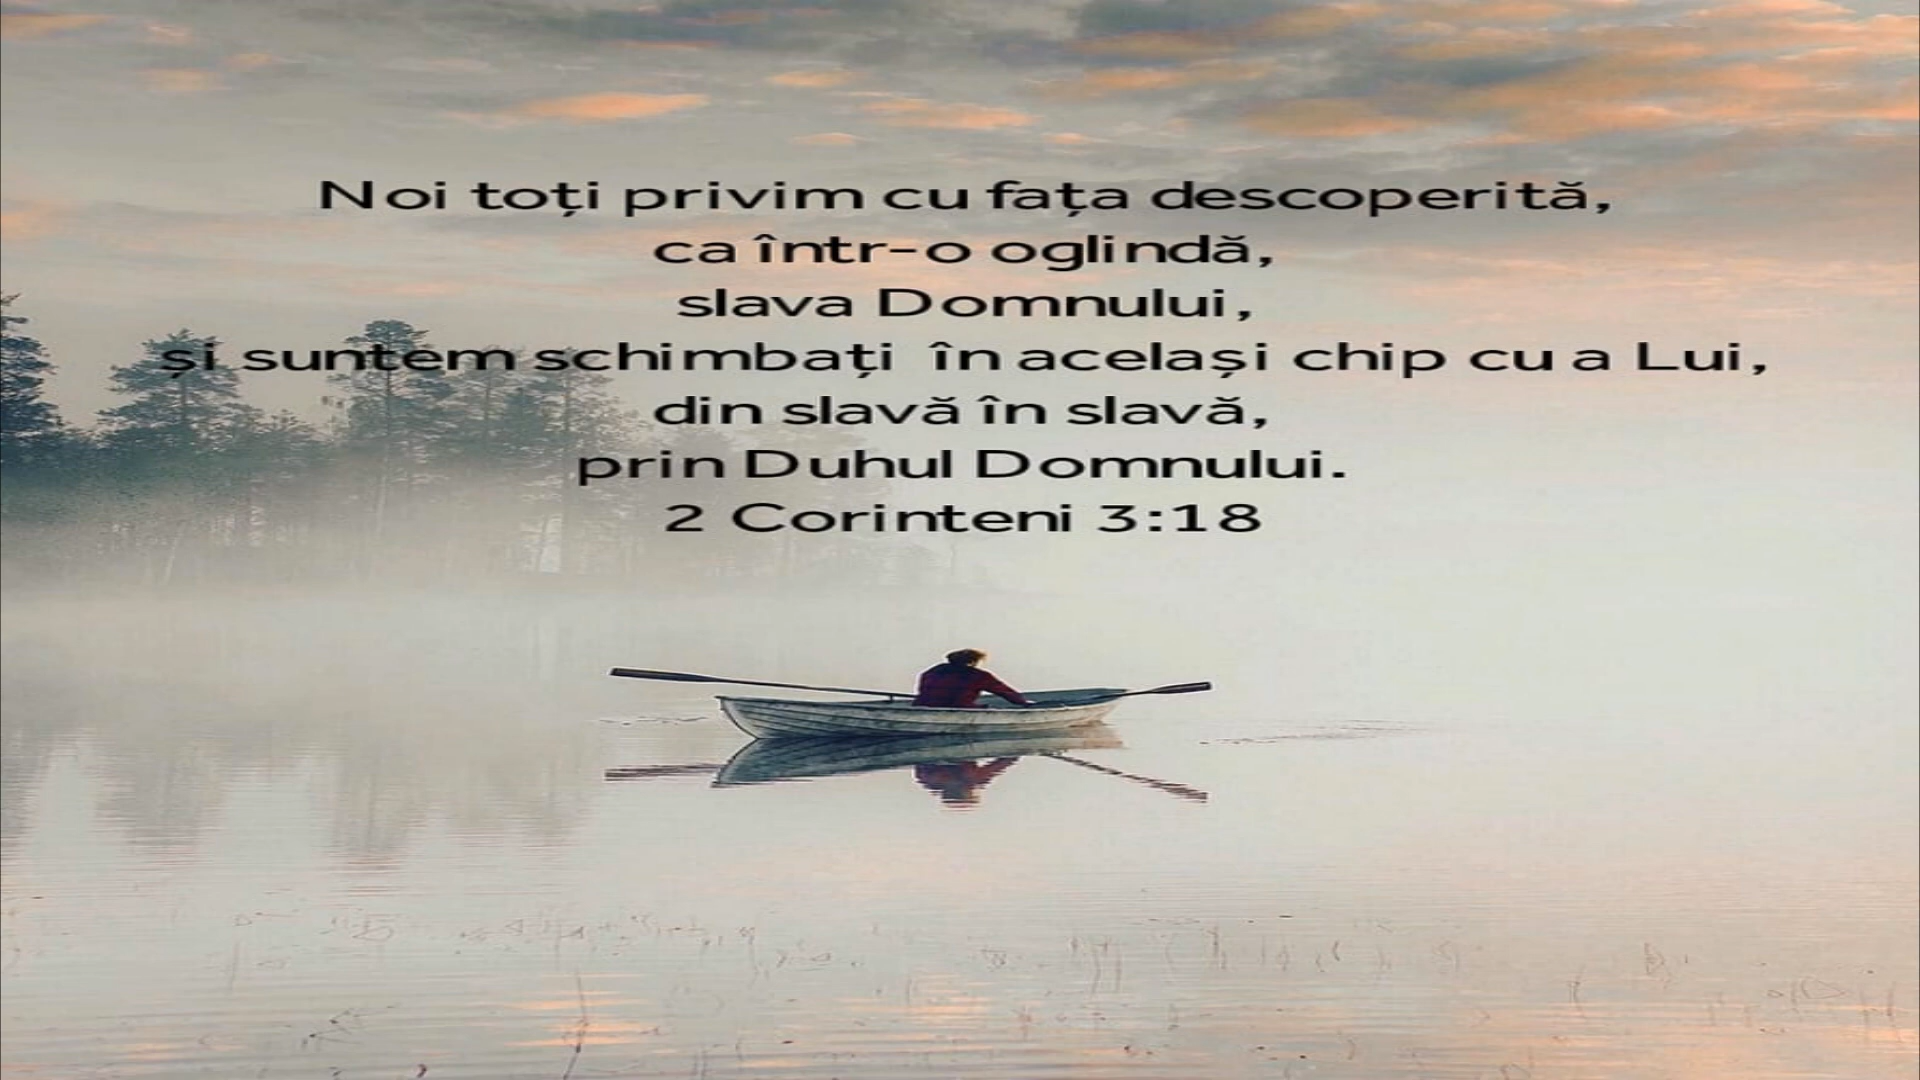 Noi toți privim cu fața descoperită,
ca într-o oglindă,
slava Domnului,
și suntem schimbați în același chip cu a Lui,
din slavă în slavă,
prin Duhul Domnului.
2 Corinteni 3:18